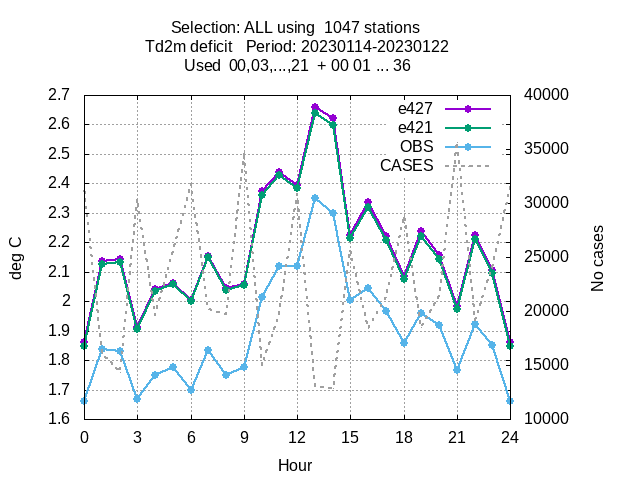 Selection: ALL using  1047 stations
Td2m deficit   Period: 20230114-20230122
Used  00,03,...,21  + 00 01 ... 36
2.7
2.6
2.5
2.4
2.3
2.2
2.1
2
1.9
1.8
1.7
1.6
deg C
e427
e421
OBS
CASES
40000
35000
30000
25000
20000
15000
10000
No cases
0 3 6 9 12 15 18 21 24
Hour